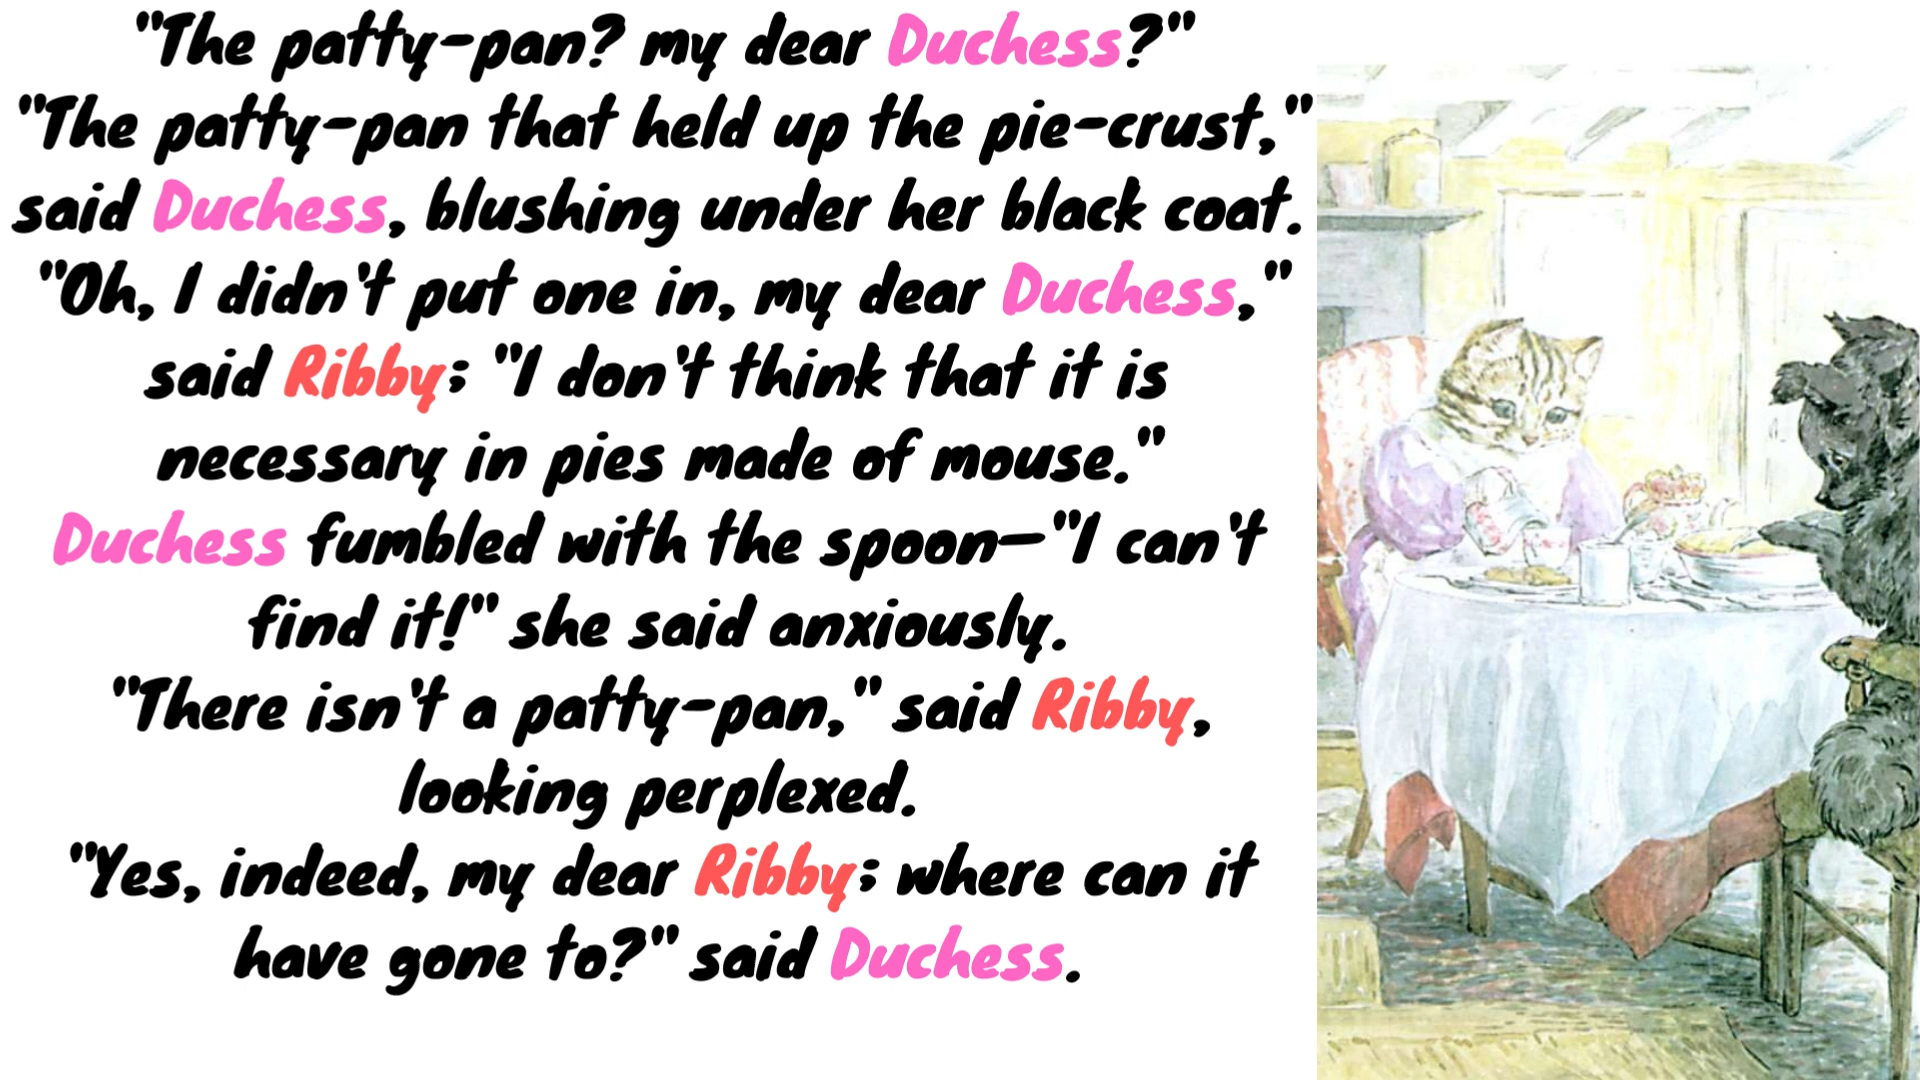 "The patty-pan? my dear Duchess?"
"The patty-pan that held up the pie-crust,"
said Duchess, blushing under her black coat.
"Oh, I didn't put one in, my dear Duchess,"
said Ribby; "I don't think that it is
necessary in pies made of mouse."
Duchess fumbled with the spoon—"I can't
find it!" she said anxiously.
"There isn't a patty-pan," said Ribby,
looking perplexed.
"Yes, indeed, my dear Ribby; where can it
have gone to?" said Duchess.